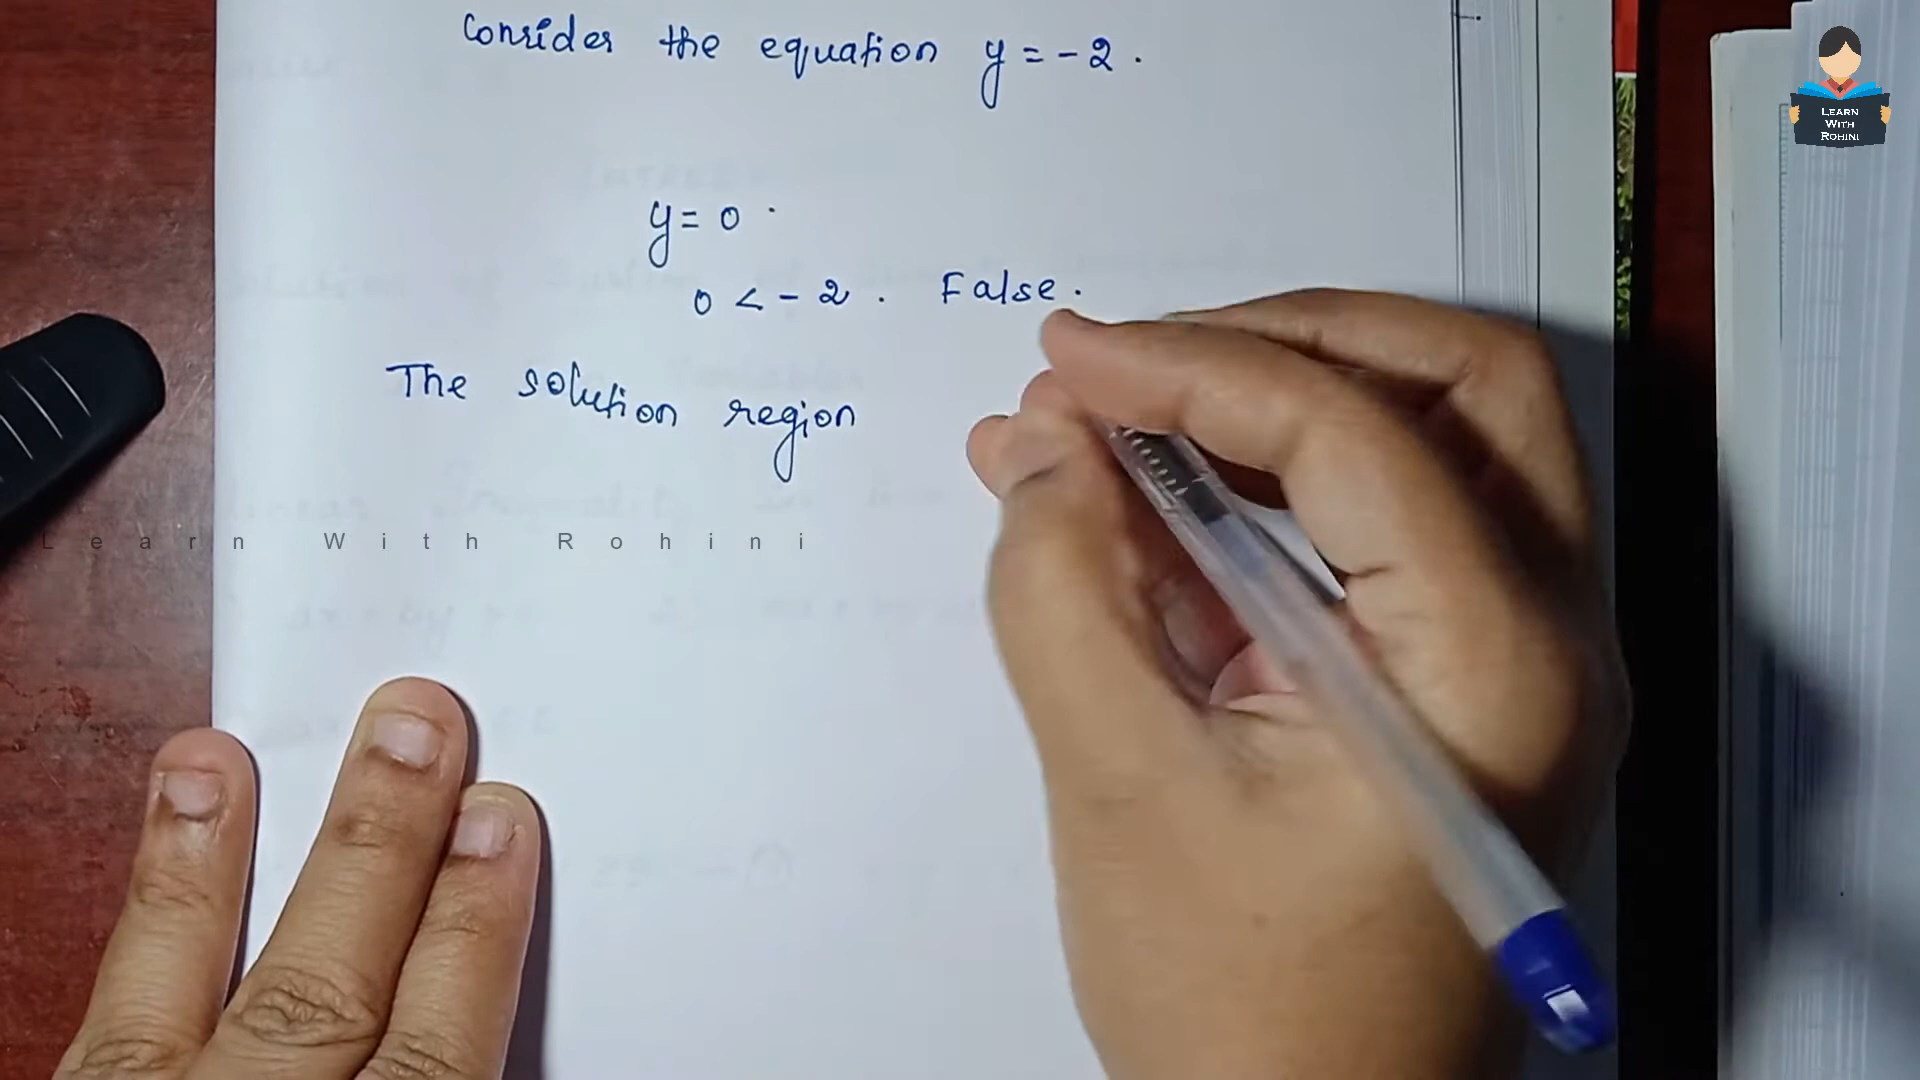 Consider the equation y = -2.
y = 0.
0 < -2. False.
The solution region
Learn With Rohini
LEARN
WITH
ROHINI